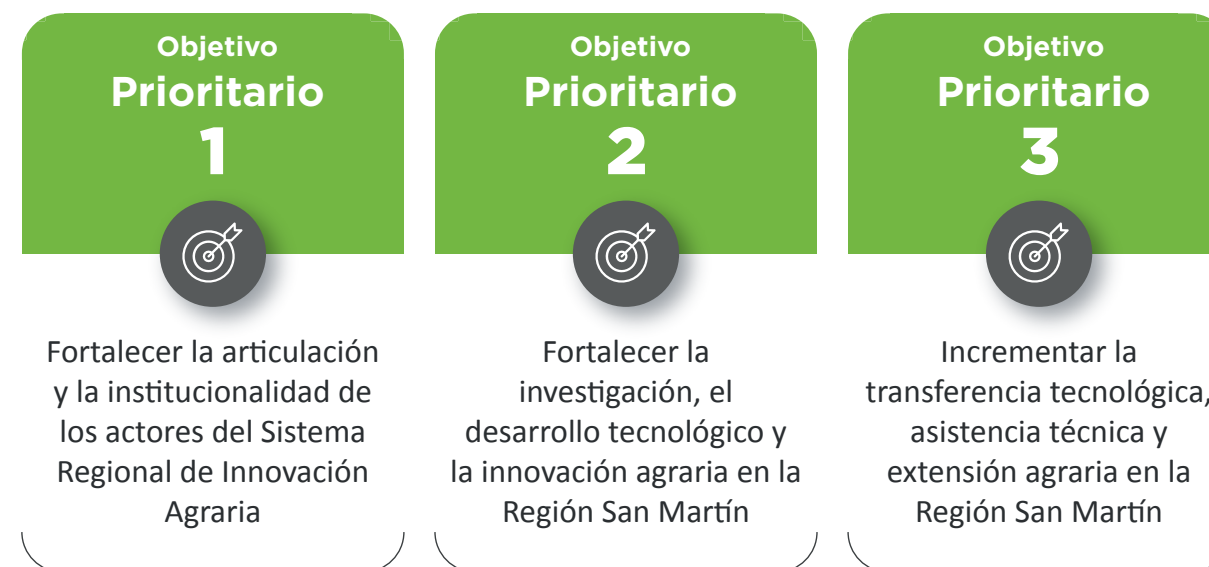 Objetivo
Prioritario
1
Fortalecer la articulación
y la institucionalidad de
los actores del Sistema
Regional de Innovación
Agraria
Objetivo
Prioritario
2
Fortalecer la
investigación, el
desarrollo tecnológico y
la innovación agraria en la
Región San Martín
Objetivo
Prioritario
3
Incrementar la
transferencia tecnológica,
asistencia técnica y
extensión agraria en la
Región San Martín